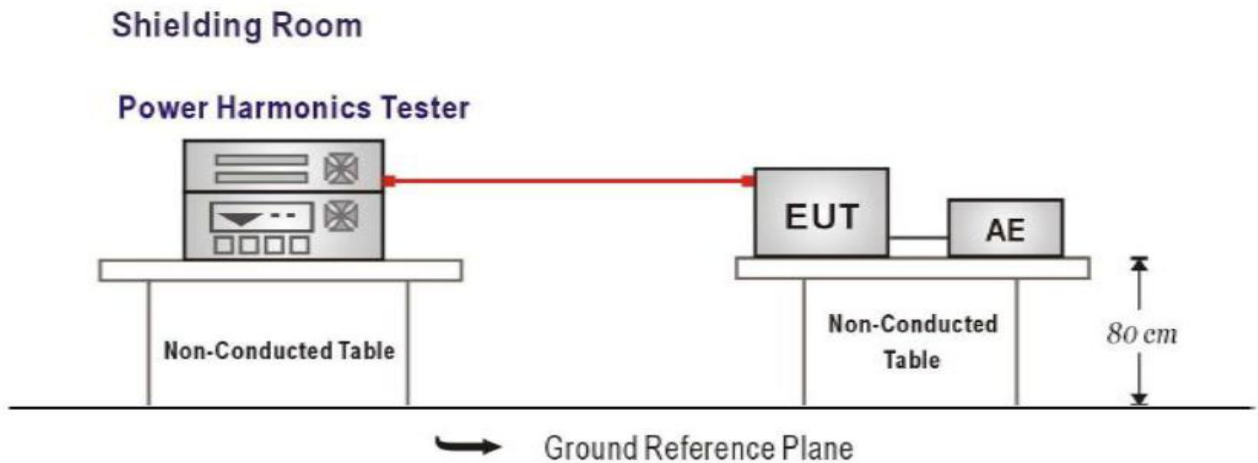 Shielding Room
Power Harmonics Tester
EUT
AE
Non-Conducted Table
Non-Conducted
Table
80 cm
Ground Reference Plane